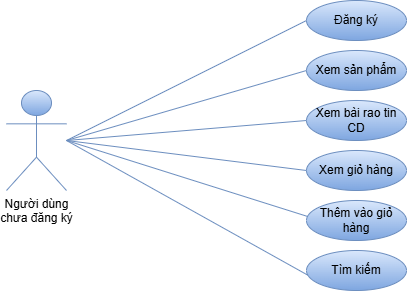 Đăng ký
Xem sản phẩm
Xem bài rao tin
CD
Xem giỏ hàng
Thêm vào giỏ
hàng
Tìm kiếm
Người dùng
chưa đăng ký